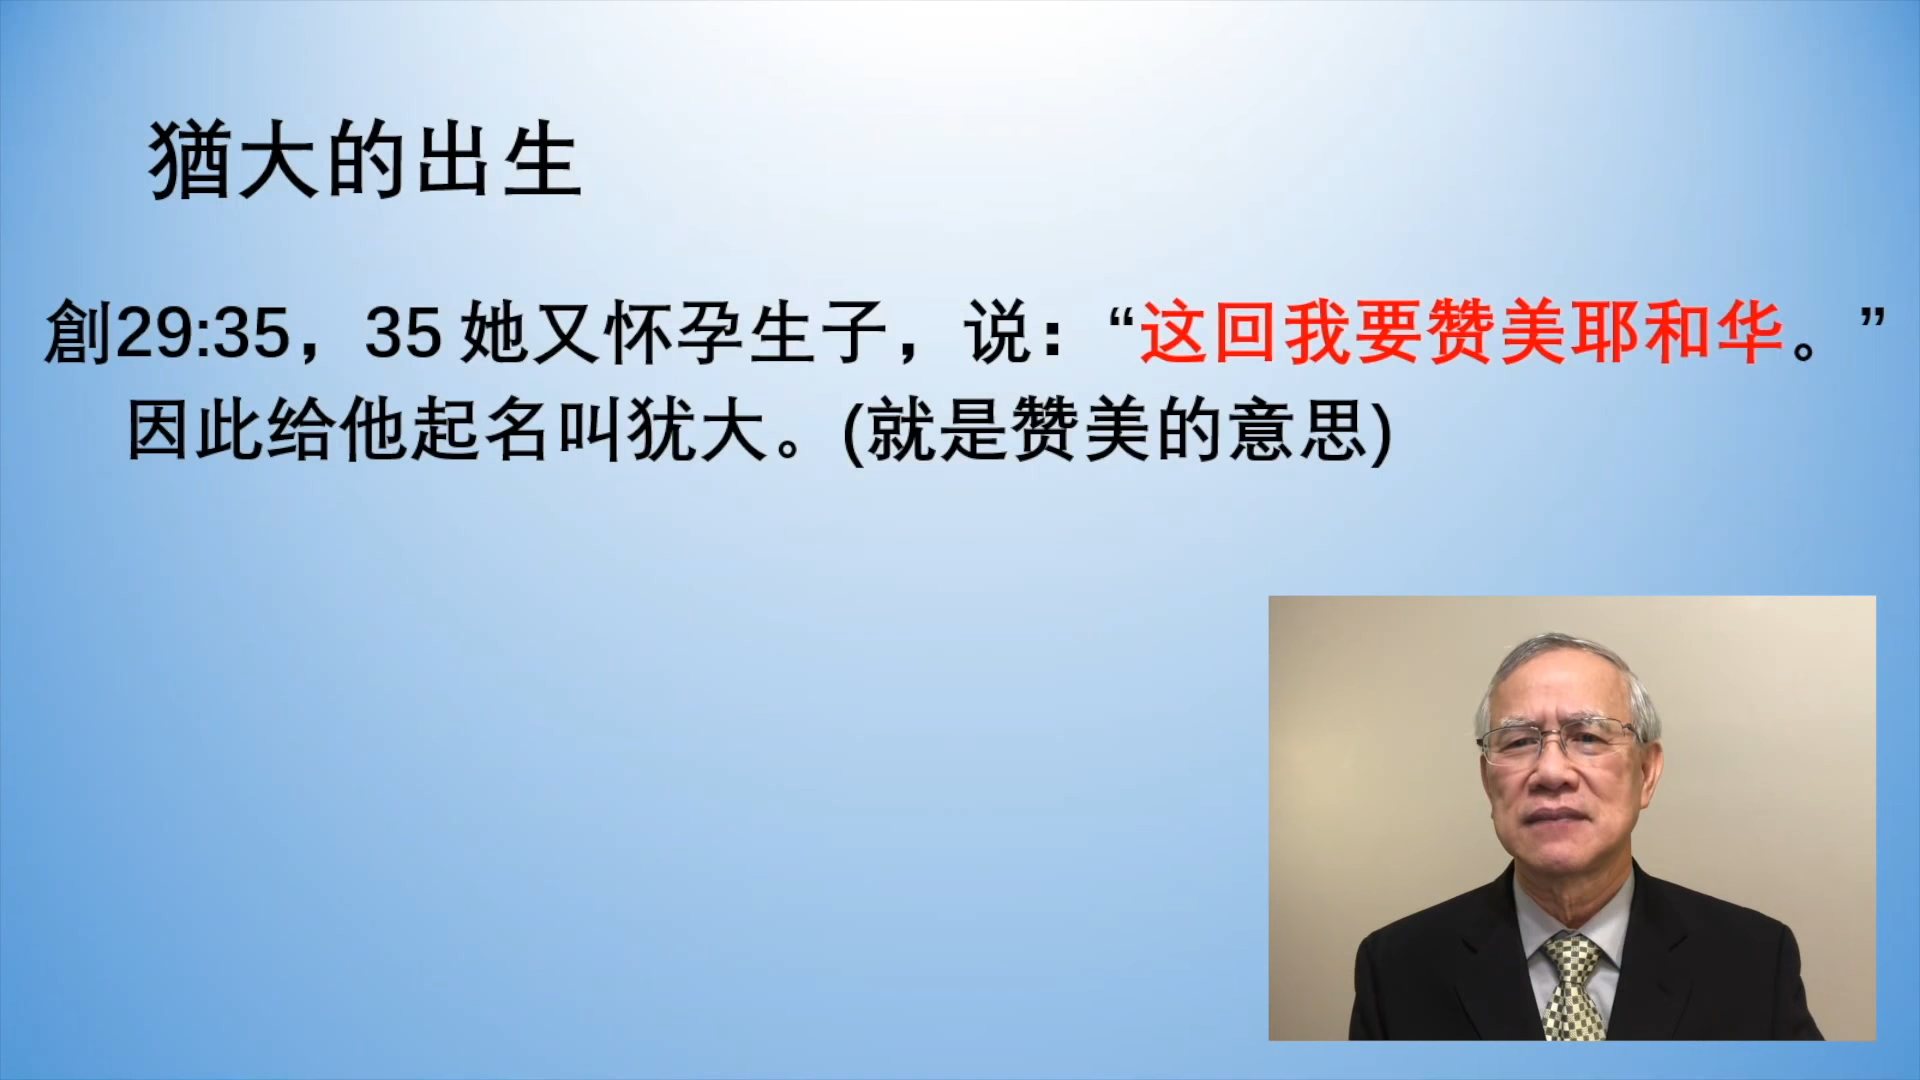 猶大的出生
創29:35，35 她又怀孕生子，说：“这回我要赞美耶和华。”
因此给他起名叫犹大。(就是赞美的意思)